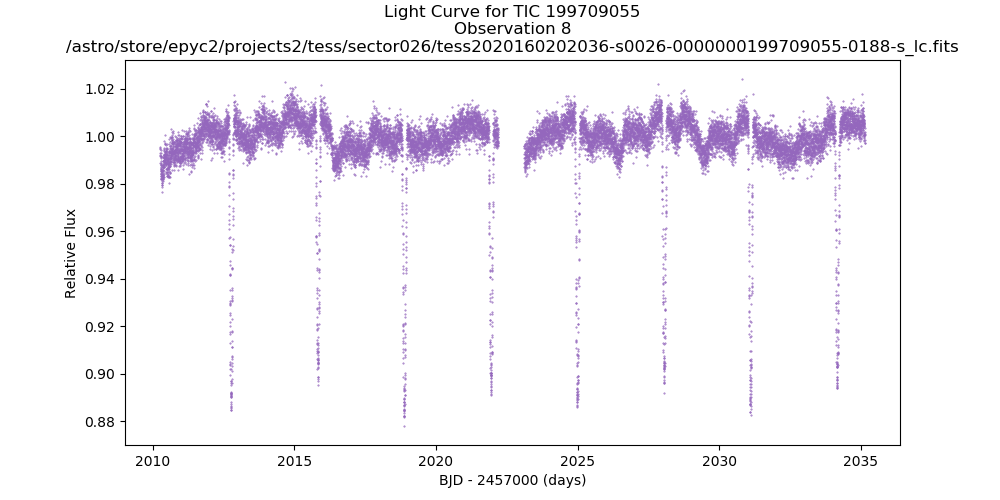 Light Curve for TIC 199709055
Observation 8
/astro/store/epyc2/projects2/tess/sector026/tess2020160202036-s0026-0000000199709055-0188-s_lc.fits
1.02
1.00
0.98
0.96
0.94
0.92
0.90
0.88
Relative Flux
2010
2015
2020
2025
2030
2035
BJD - 2457000 (days)